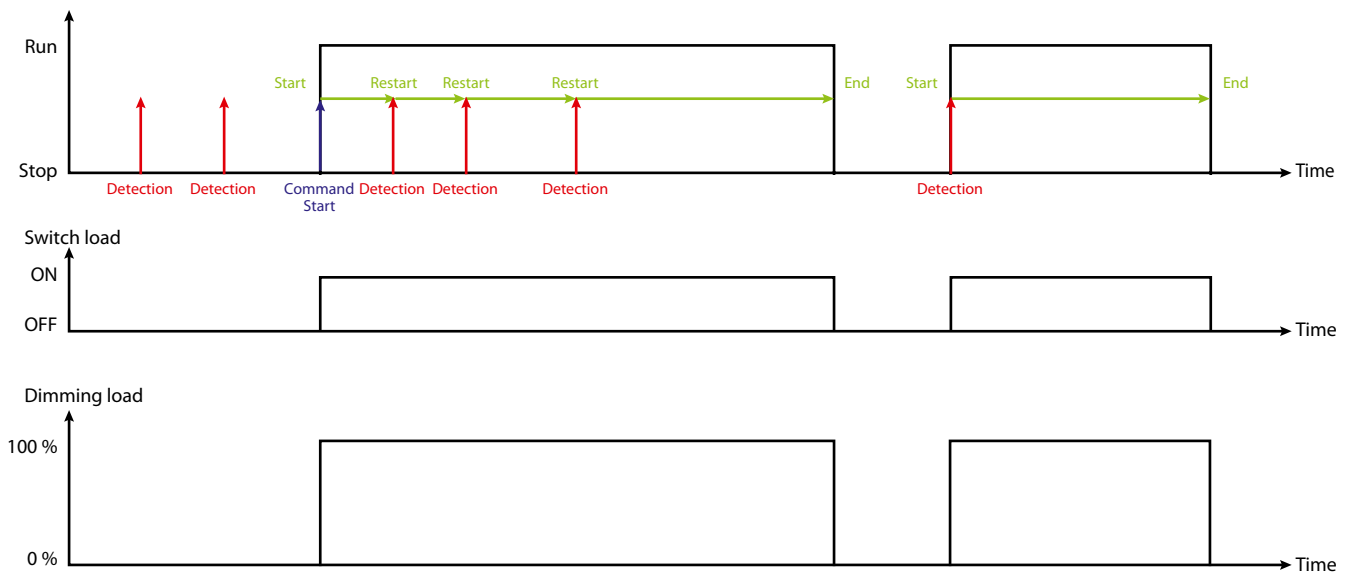 Run
Start Restart Restart Restart End Start End
Stop
Time
Detection Detection Command Detection Detection Detection Detection
Start
Switch load
ON
OFF
Time
Dimming load
100 %
0 %
Time